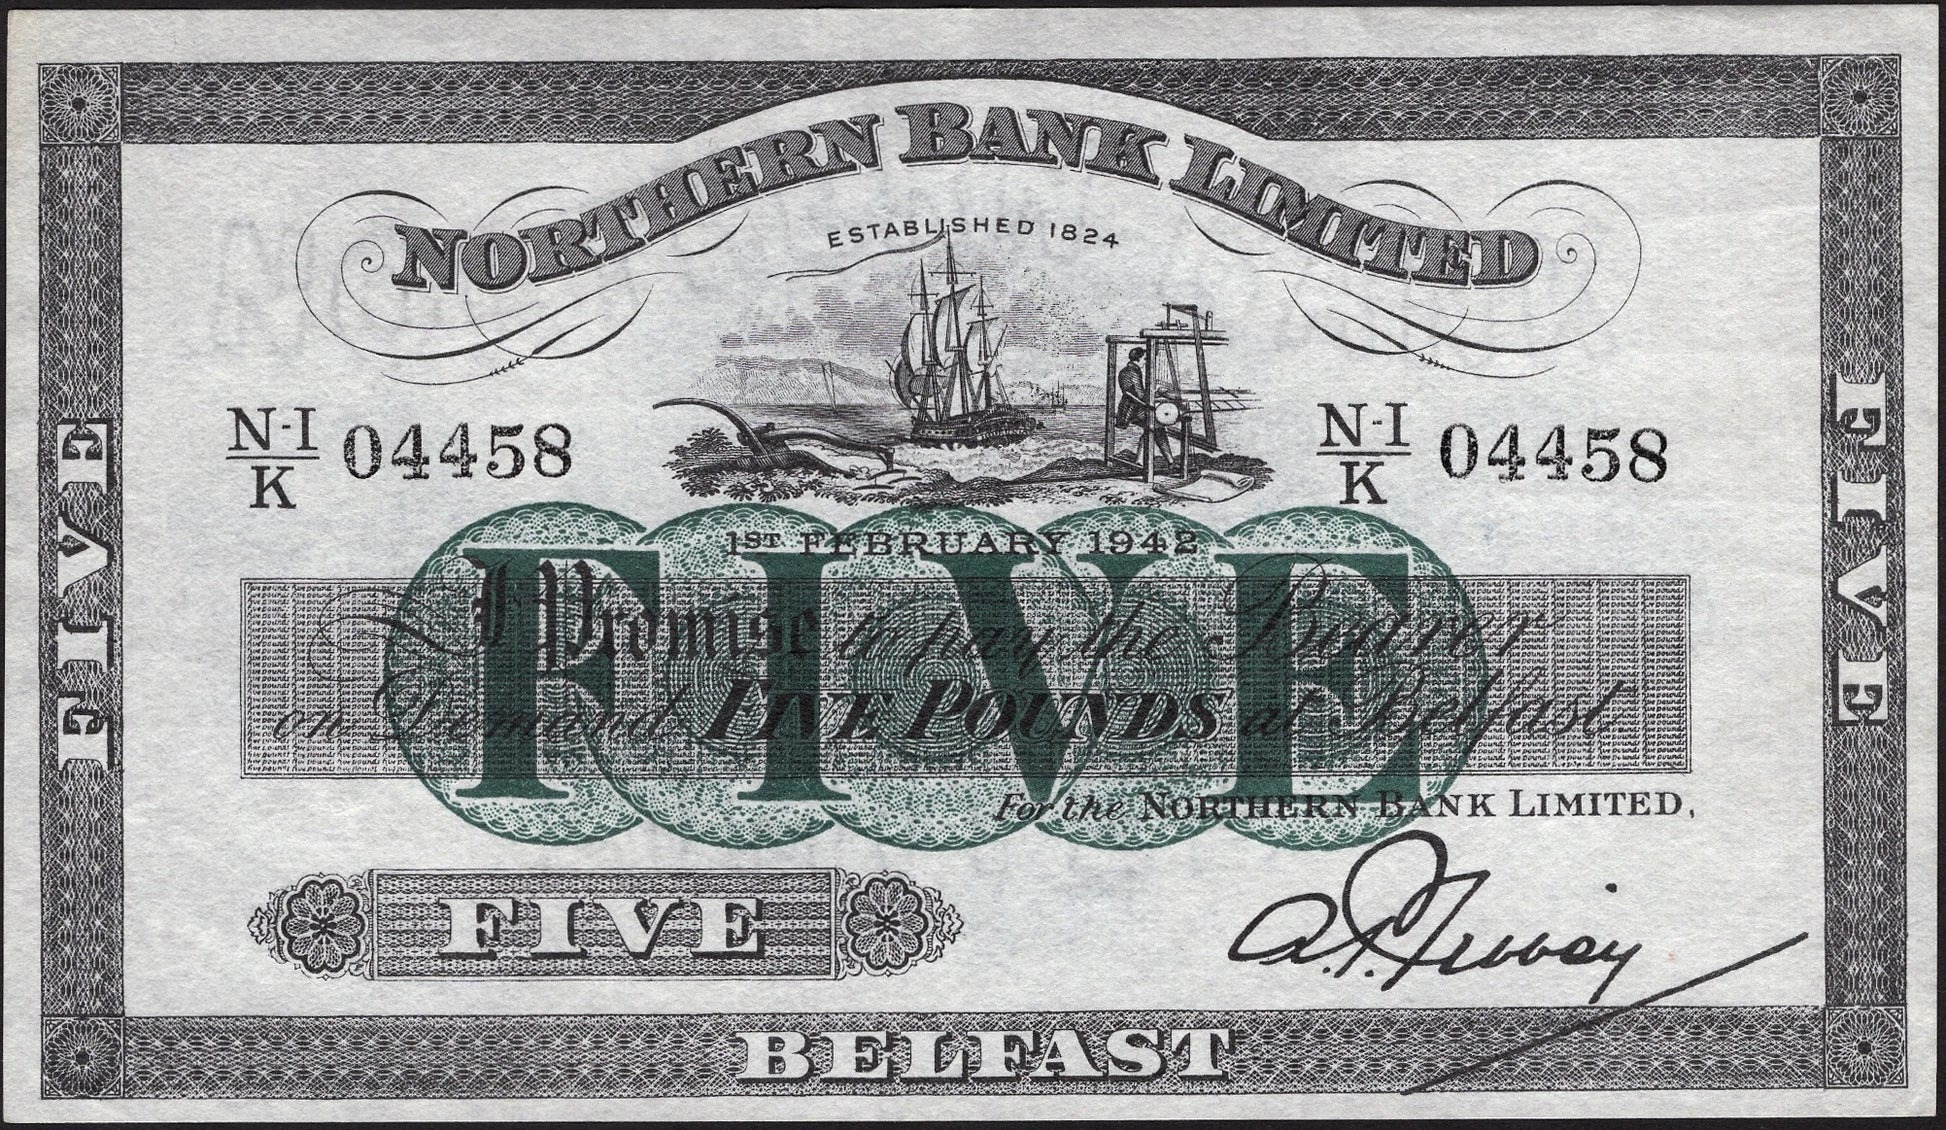 NORTHERN BANK LIMITED
ESTABLISHED 1824
N-I
K 04458
N-I
K 04458
1ST FEBRUARY 1942
FIVE
I Promise to pay the Bearer
on Demand FIVE POUNDS at Belfast
For the NORTHERN BANK LIMITED,
FIVE
FIVE
FIVE
BELFAST